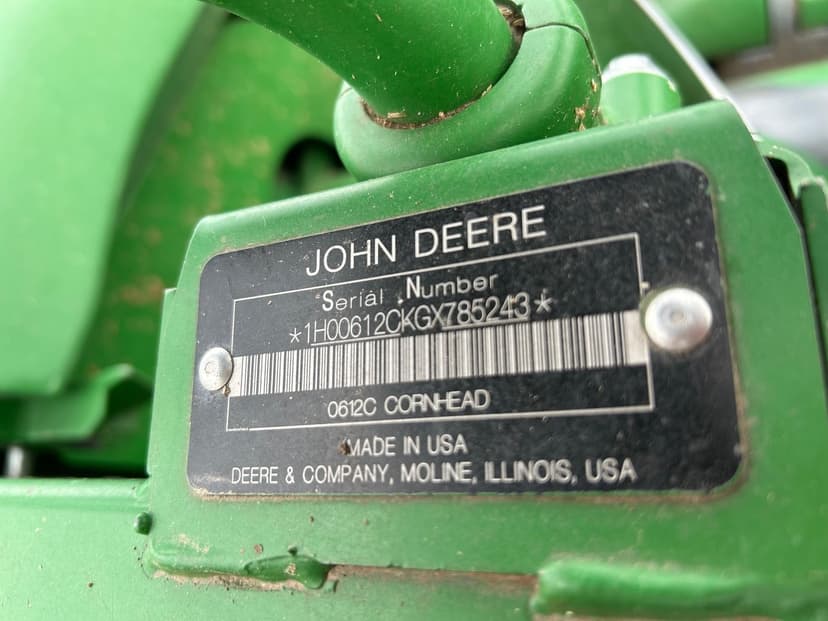 JOHN DEERE
Serial Number
*1H00612CKGX785243*
0612C CORNHEAD
MADE IN USA
DEERE & COMPANY, MOLINE, ILLINOIS, USA